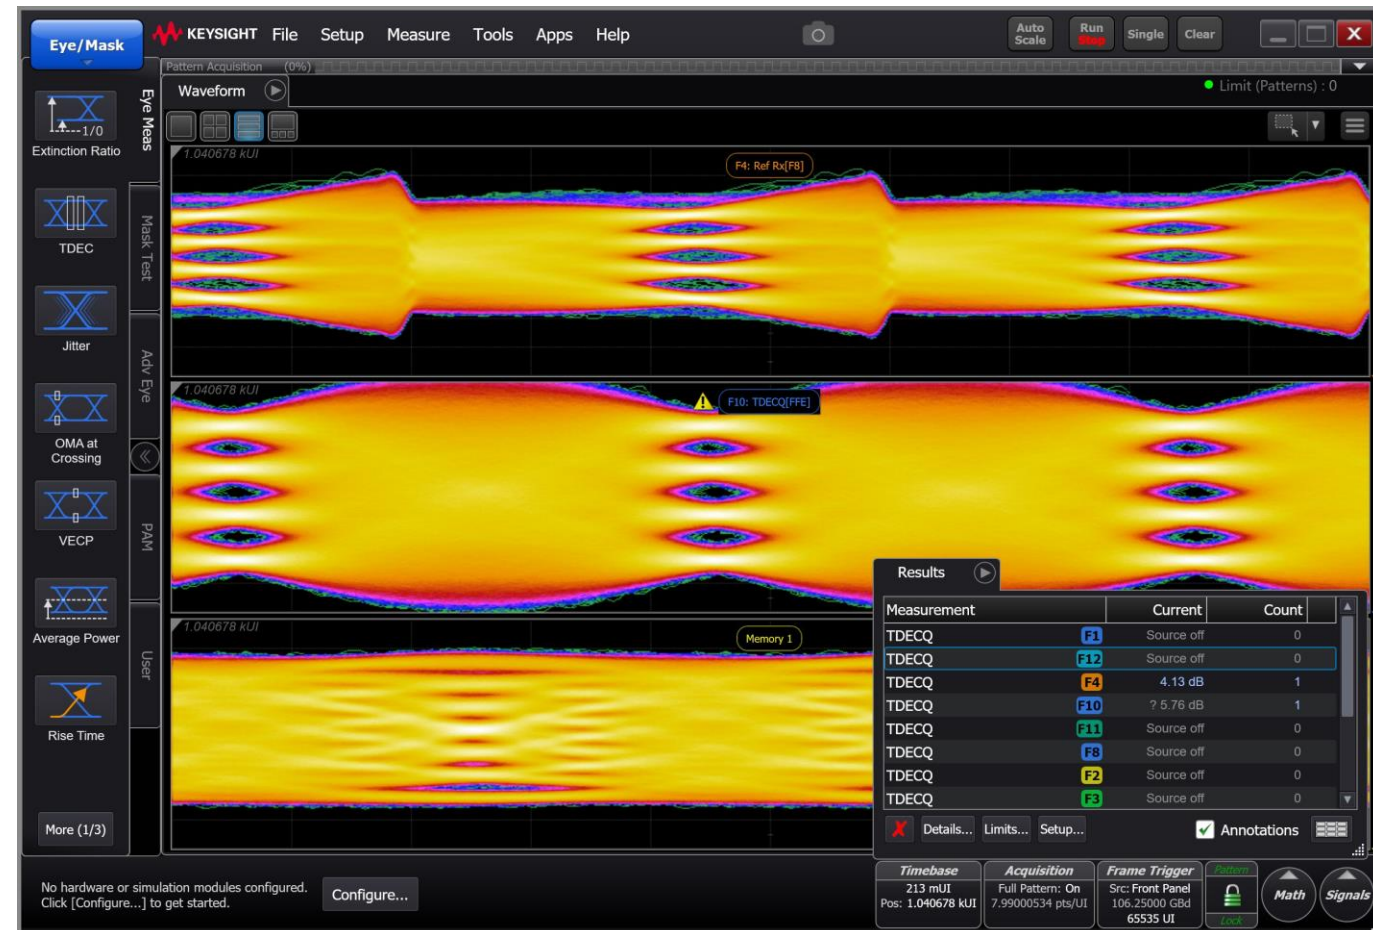 Eye/Mask
KEYSIGHT File Setup Measure Tools Apps Help
Auto Scale
Run Stop
Single
Clear
X
Pattern Acquisition (0%)
Waveform
Limit (Patterns) : 0
Eye Meas
Mask Test
Adv Eye
PAM
User
1/0
Extinction Ratio
TDEC
Jitter
OMA at
Crossing
VECP
Average Power
Rise Time
More (1/3)
1.040678 kUI
F4: Ref Rx[F8]
1.040678 kUI
F10: TDECQ[FFE]
1.040678 kUI
Memory 1
Results
Measurement Current Count
TDECQ F1 Source off 0
TDECQ F12 Source off 0
TDECQ F4 4.13 dB 1
TDECQ F10 ? 5.76 dB 1
TDECQ F11 Source off 0
TDECQ F8 Source off 0
TDECQ F2 Source off 0
TDECQ F3 Source off 0
Details... Limits... Setup... Annotations
No hardware or simulation modules configured.
Click [Configure...] to get started.
Configure...
Timebase
213 mUI
Pos: 1.040678 kUI
Acquisition
Full Pattern: On
7.99000534 pts/UI
Frame Trigger
Src: Front Panel
106.25000 GBd
65535 UI
Pattern
Lock
Math
Signals